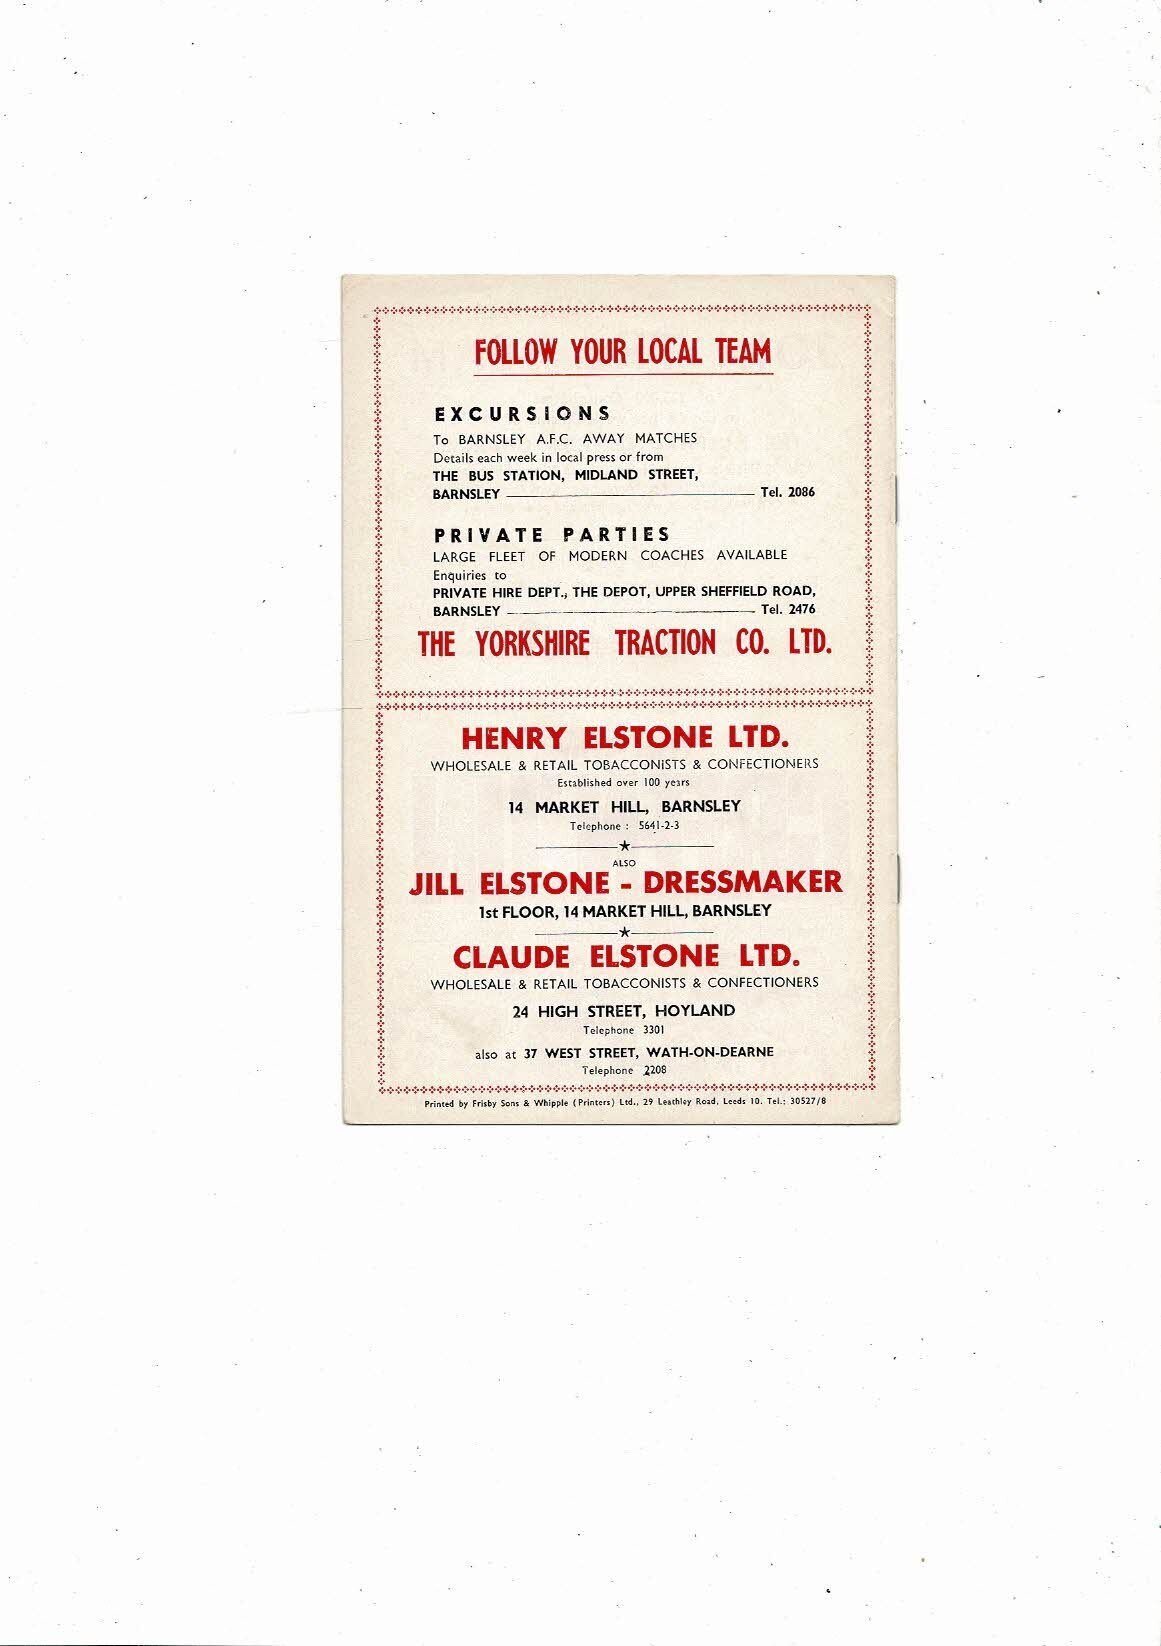 FOLLOW YOUR LOCAL TEAM
EXCURSIONS
To BARNSLEY A.F.C. AWAY MATCHES
Details each week in local press or from
THE BUS STATION, MIDLAND STREET,
BARNSLEY Tel. 2086
PRIVATE PARTIES
LARGE FLEET OF MODERN COACHES AVAILABLE
Enquiries to
PRIVATE HIRE DEPT., THE DEPOT, UPPER SHEFFIELD ROAD,
BARNSLEY Tel. 2476
THE YORKSHIRE TRACTION CO. LTD.
HENRY ELSTONE LTD.
WHOLESALE & RETAIL TOBACCONISTS & CONFECTIONERS
Established over 100 years
14 MARKET HILL, BARNSLEY
Telephone : 5641-2-3
ALSO
JILL ELSTONE - DRESSMAKER
1st FLOOR, 14 MARKET HILL, BARNSLEY
CLAUDE ELSTONE LTD.
WHOLESALE & RETAIL TOBACCONISTS & CONFECTIONERS
24 HIGH STREET, HOYLAND
Telephone 3301
also at 37 WEST STREET, WATH-ON-DEARNE
Telephone 2208
Printed by Frisby Sons & Whipple (Printers) Ltd., 29 Leathley Road, Leeds 10. Tel.: 30527/8